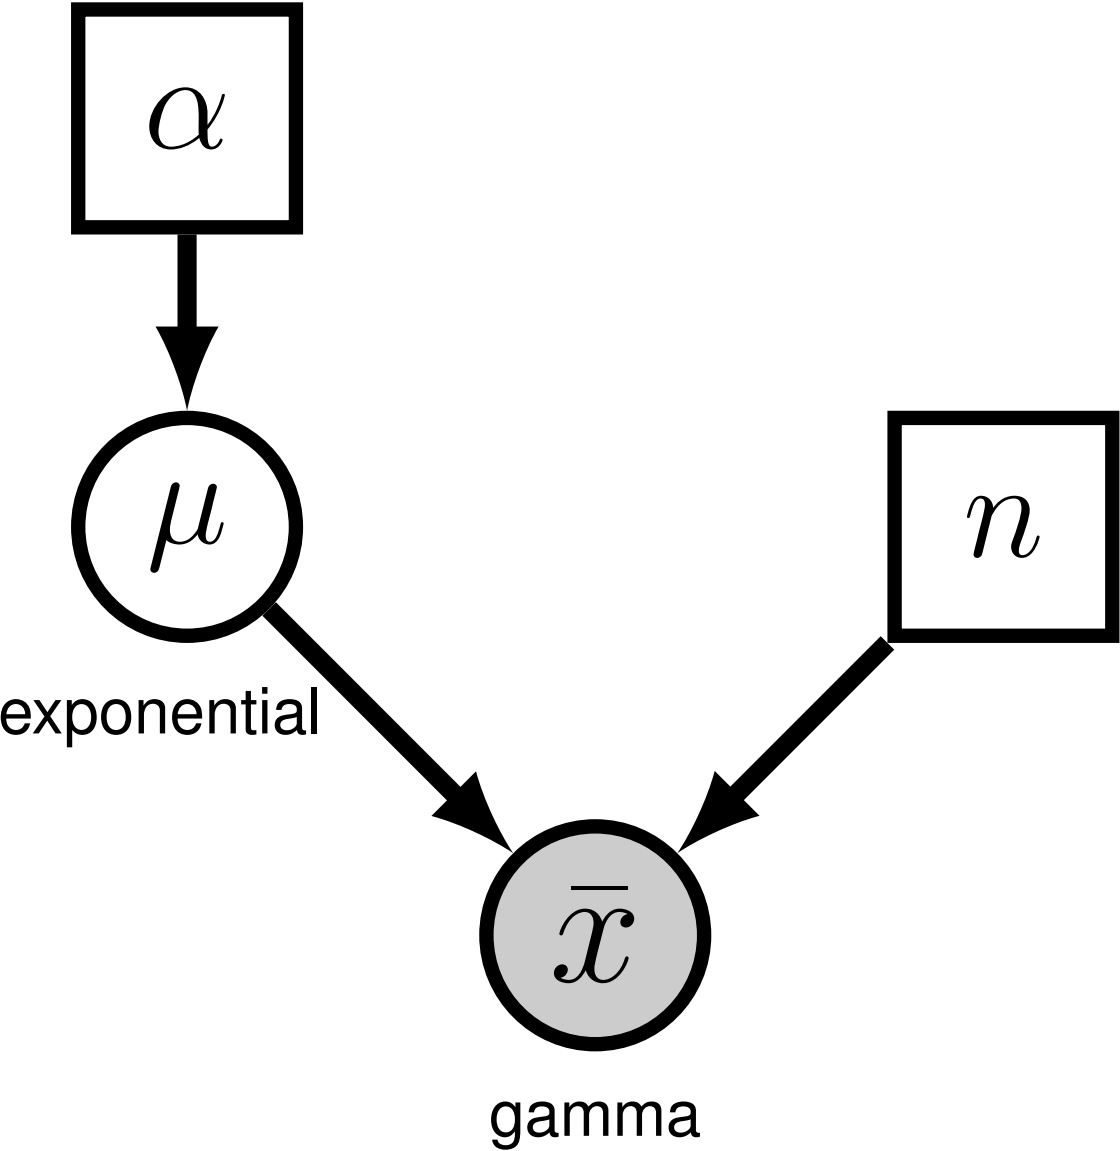 α
μ
n
exponential
x̅
gamma